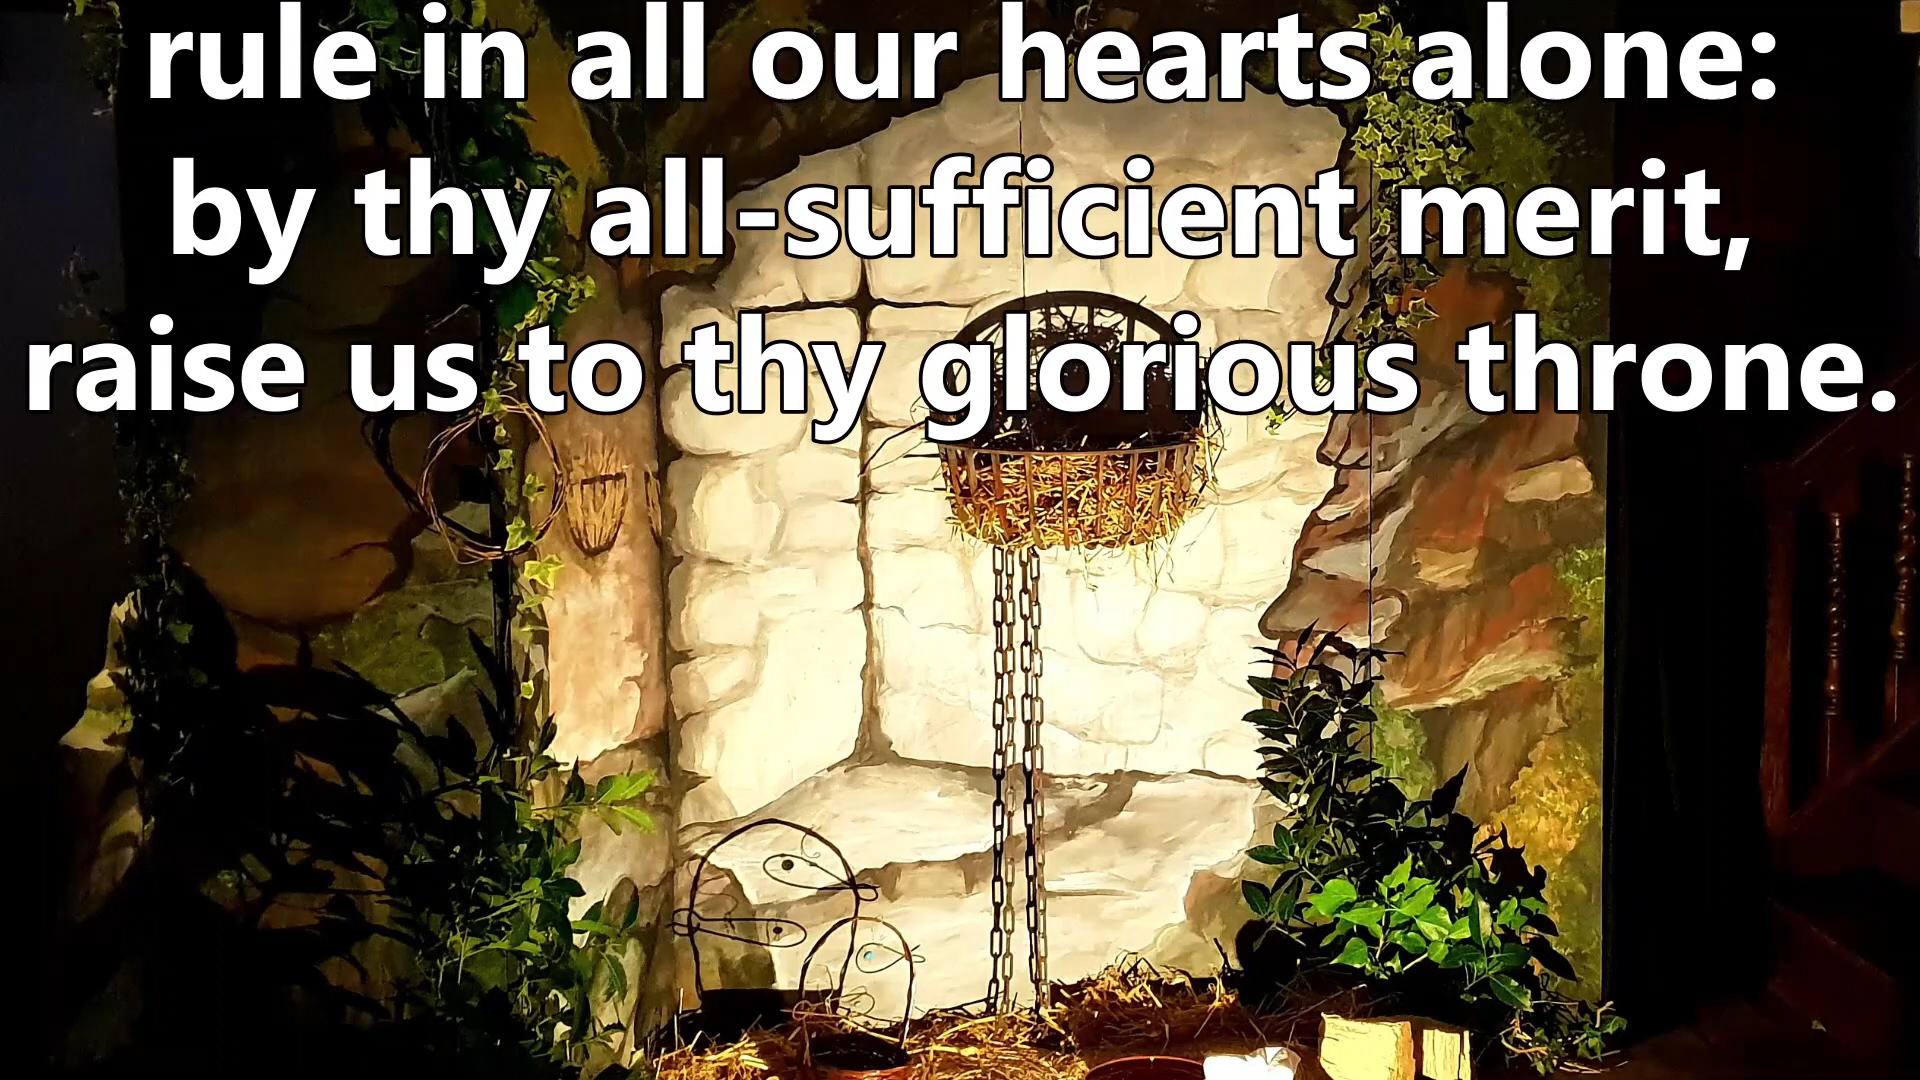 rule in all our hearts alone:
by thy all-sufficient merit,
raise us to thy glorious throne.